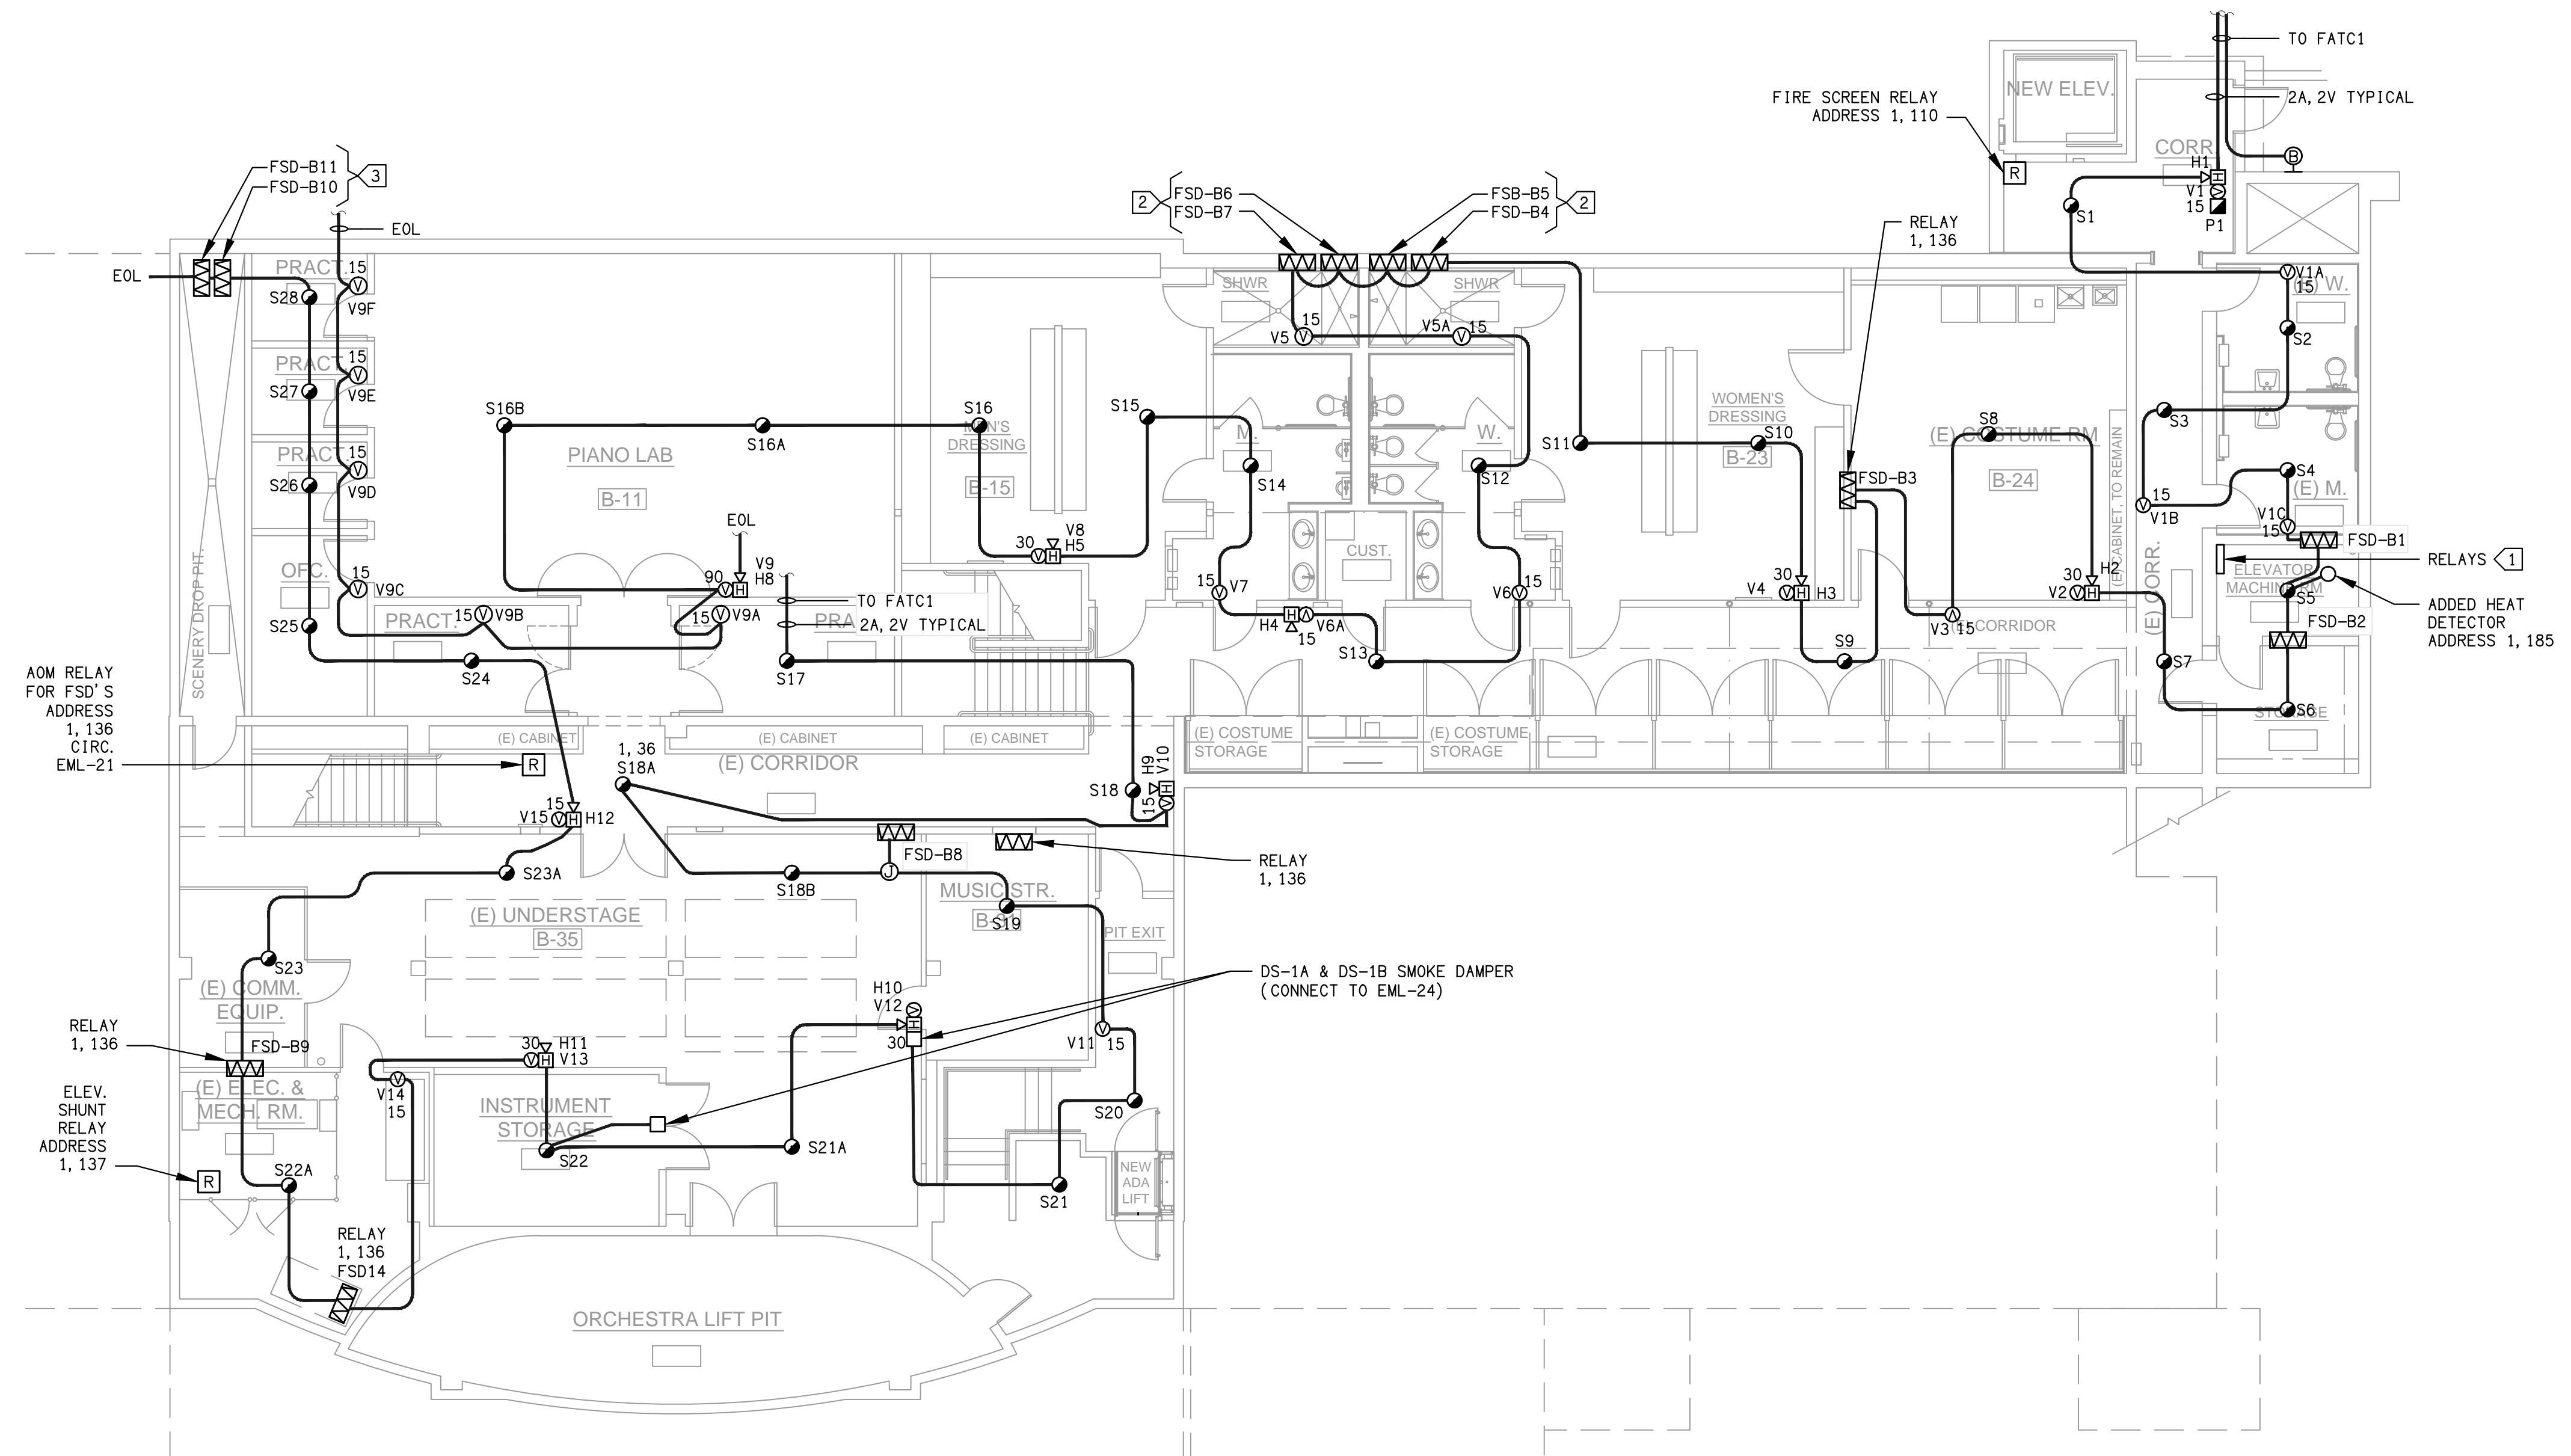 TO FATC1
2A, 2V TYPICAL
NEW ELEV.
FIRE SCREEN RELAY
ADDRESS 1, 110
R
CORR.
H1
H
V1
V
15
P1
B
S1
FSD-B11
FSD-B10
3
EOL
EOL
2
FSD-B6
FSD-B7
FSB-B5
FSD-B4
2
RELAY
1, 136
PRACT.
15
V
V9F
S28
SHWR
15
V5
V
SHWR
V5A
V
15
V
V1A
15
(E) W.
S2
PRACT.
15
V
V9E
S27
S16B
S16A
S16
MEN'S
DRESSING
B-15
S15
M.
S14
W.
S12
S11
WOMEN'S
DRESSING
S10
B-23
S8
(E) COSTUME RM
B-24
S3
PIANO LAB
B-11
PRACT.
15
V
V9D
S26
FSD-B3
S4
(E) M.
15
V
V1B
V1C
V
15
FSD-B1
EOL
V9
H8
90
V
H
30
V
H
V8
H5
CUST.
(E) CABINET, TO REMAIN
(E) CORR.
RELAYS
1
ELEVATOR
MACHINE RM
S5
ADDED HEAT
DETECTOR
ADDRESS 1, 185
SCENERY DROP PIT.
OFC.
15
V
V9C
S25
PRACT.
15
V
V9B
15
V
V9A
TO FATC1
2A, 2V TYPICAL
15
V
V7
H4
H
V
V6A
15
V6
V
15
30
V4
V
H
H3
V3
V
15
(E) CORRIDOR
30
V2
V
H
H2
FSD-B2
S24
S17
S13
S9
S7
S6
STORAGE
AOM RELAY
FOR FSD'S
ADDRESS
1, 136
CIRC.
EML-21
R
(E) CABINET
(E) CABINET
(E) CABINET
(E) COSTUME
STORAGE
(E) COSTUME
STORAGE
1, 36
S18A
(E) CORRIDOR
S18
H9
V10
15
H
V
15
V15
V
H
H12
S23A
FSD-B8
J
S18B
RELAY
1, 136
MUSIC STR.
S19
(E) UNDERSTAGE
B-35
PIT EXIT
S23
(E) COMM.
EQUIP.
DS-1A & DS-1B SMOKE DAMPER
(CONNECT TO EML-24)
H10
V12
V
H
30
RELAY
1, 136
FSD-B9
30
V
H
H11
V13
V11
V
15
ELEV.
SHUNT
RELAY
ADDRESS
1, 137
R
(E) ELEC. &
MECH. RM.
V
V14
15
INSTRUMENT
STORAGE
S22
S21A
S20
S22A
S21
NEW
ADA
LIFT
RELAY
1, 136
FSD14
ORCHESTRA LIFT PIT